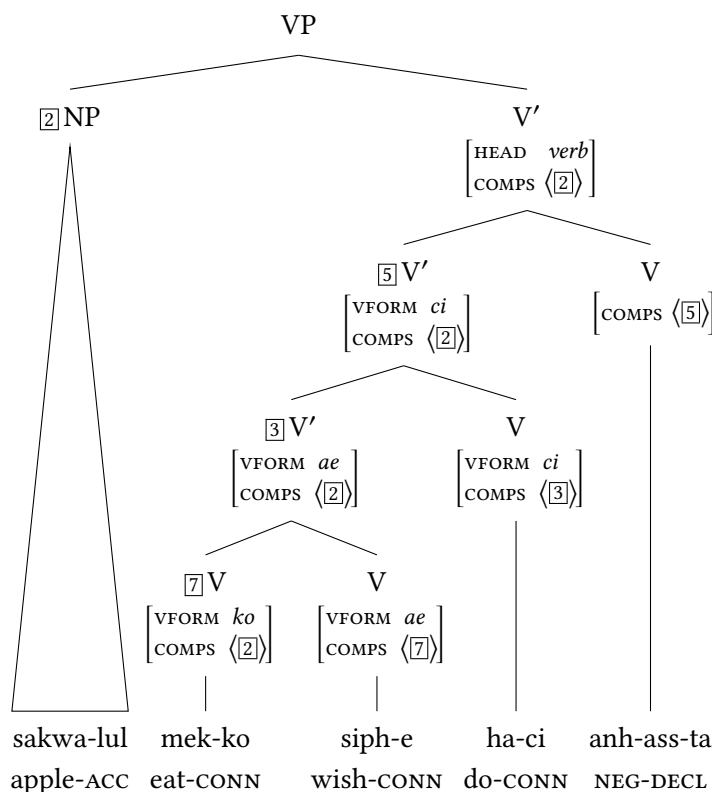 VP
2 NP V′
[HEAD verb]
[COMPS ⟨2⟩]
5 V′ V
[VFORM ci] [COMPS ⟨5⟩]
[COMPS ⟨2⟩]
3 V′ V
[VFORM ae] [VFORM ci]
[COMPS ⟨2⟩] [COMPS ⟨3⟩]
7 V V
[VFORM ko] [VFORM ae]
[COMPS ⟨2⟩] [COMPS ⟨7⟩]
sakwa-lul mek-ko siph-e ha-ci anh-ass-ta
apple-ACC eat-CONN wish-CONN do-CONN NEG-DECL